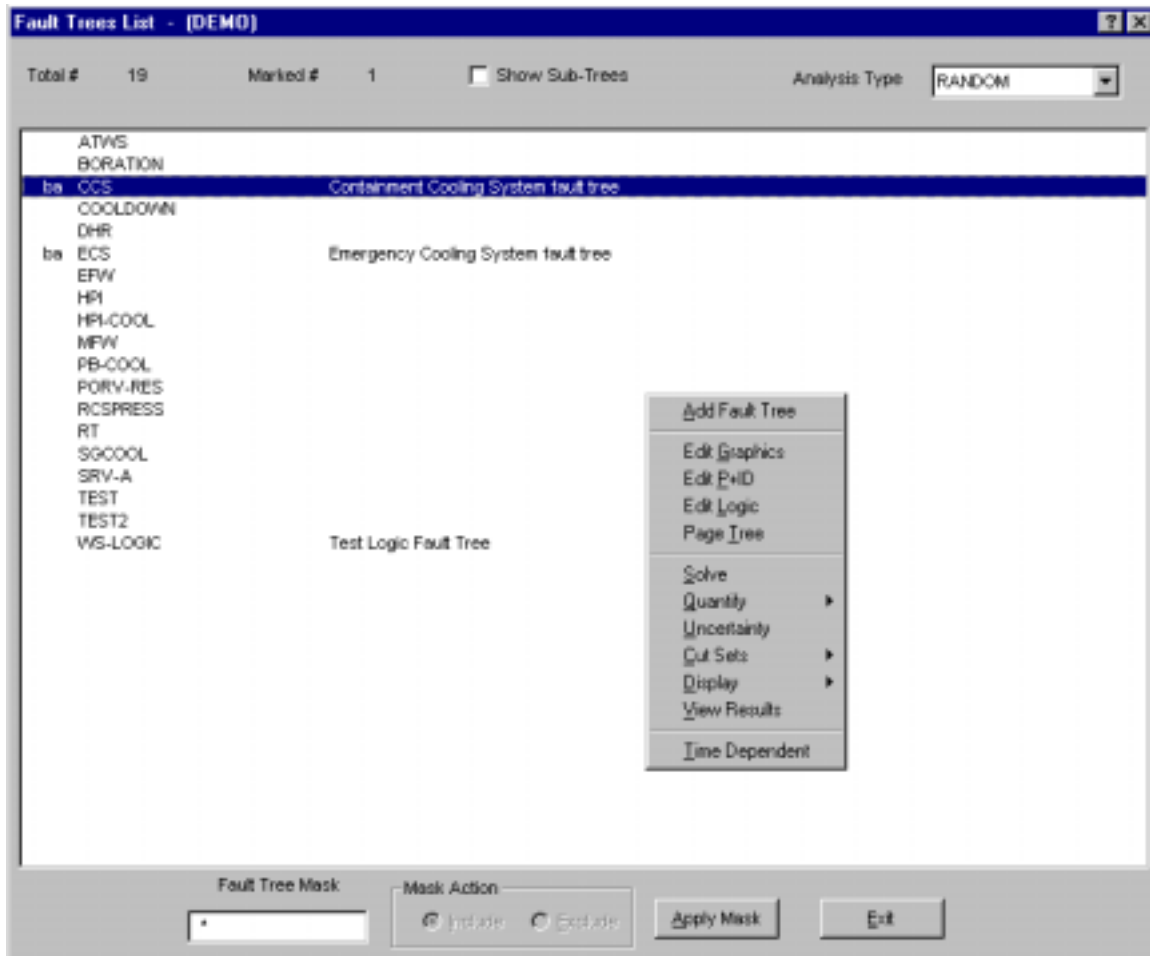 Fault Trees List - (DEMO)
Total # 19 Marked # 1 Show Sub-Trees Analysis Type RANDOM
ATWS
BORATION
ba CCS Containment Cooling System fault tree
COOLDOWN
DHR
ba ECS Emergency Cooling System fault tree
EFW
HPI
HPI-COOL
MFW
PB-COOL
PORV-RES
RCSPRESS
RT
SGCOOL
SRV-A
TEST
TEST2
WS-LOGIC Test Logic Fault Tree
Add Fault Tree
Edit Graphics
Edit P+ID
Edit Logic
Page Tree
Solve
Quantify
Uncertainty
Cut Sets
Display
View Results
Time Dependent
Fault Tree Mask
*
Mask Action
Include Exclude
Apply Mask
Exit